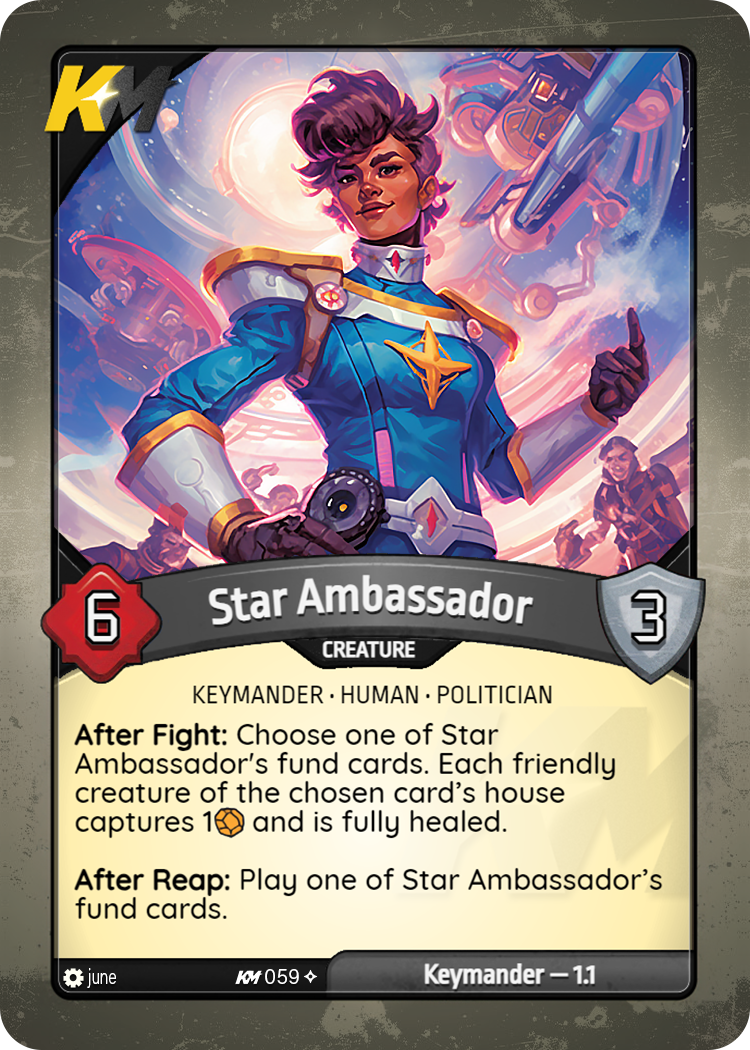 KM
Star Ambassador
6
3
CREATURE
KEYMANDER · HUMAN · POLITICIAN
After Fight: Choose one of Star
Ambassador's fund cards. Each friendly
creature of the chosen card’s house
captures 1 and is fully healed.
After Reap: Play one of Star Ambassador’s
fund cards.
june
KM 059
Keymander — 1.1